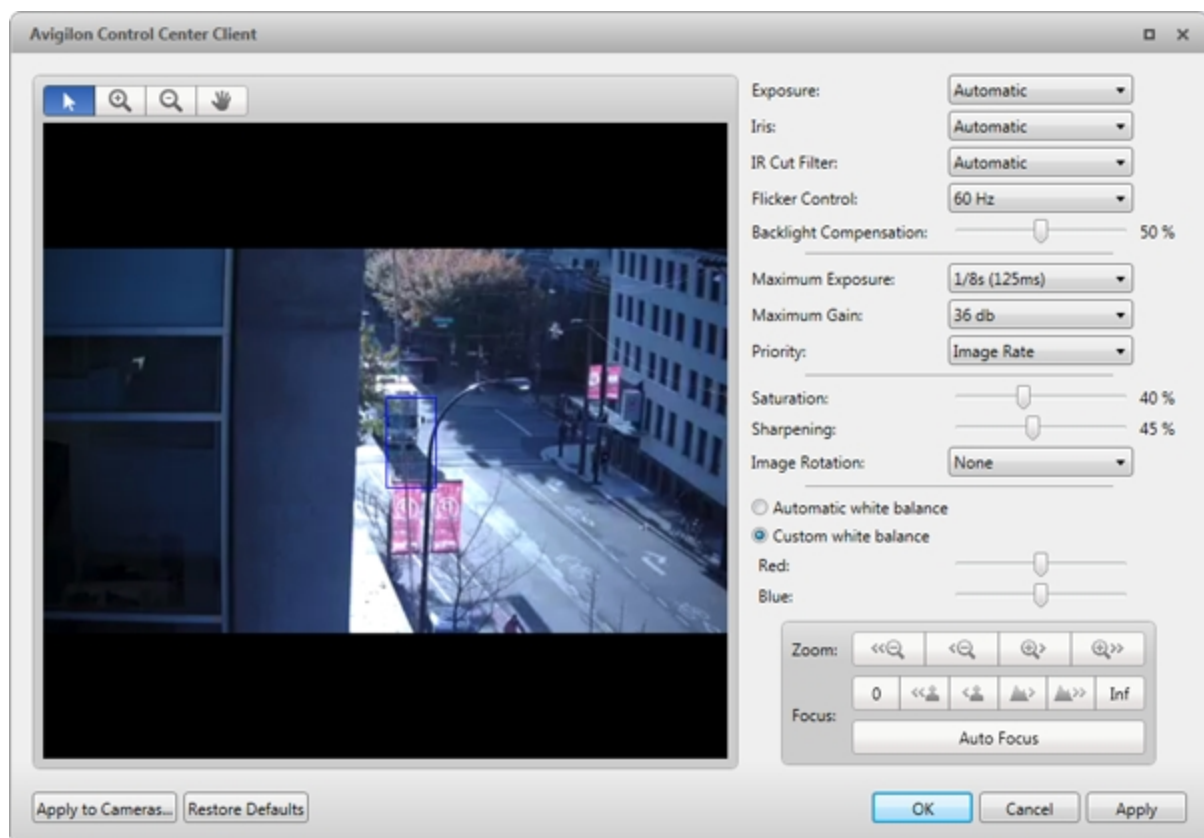 Avigilon Control Center Client
Exposure: Automatic
Iris: Automatic
IR Cut Filter: Automatic
Flicker Control: 60 Hz
Backlight Compensation: 50 %
Maximum Exposure: 1/8s (125ms)
Maximum Gain: 36 db
Priority: Image Rate
Saturation: 40 %
Sharpening: 45 %
Image Rotation: None
Automatic white balance
Custom white balance
Red:
Blue:
Zoom:
0 Inf
Focus:
Auto Focus
Apply to Cameras... Restore Defaults OK Cancel Apply